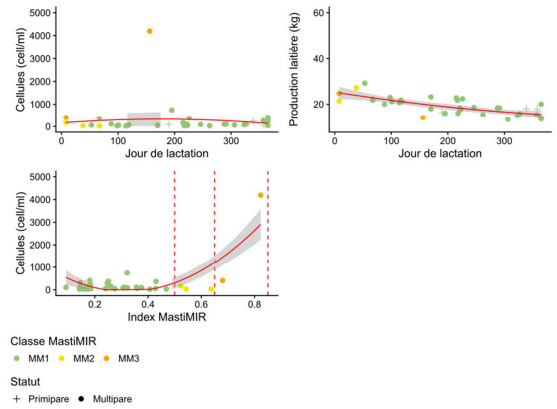 Cellules (cell/ml)
5000
4000
3000
2000
1000
0
0
100
200
300
Jour de lactation
Production laitière (kg)
60
40
20
0
100
200
300
Jour de lactation
Cellules (cell/ml)
5000
4000
3000
2000
1000
0
0.2
0.4
0.6
0.8
Index MastiMIR
Classe MastiMIR
MM1 MM2 MM3
Statut
Primipare Multipare